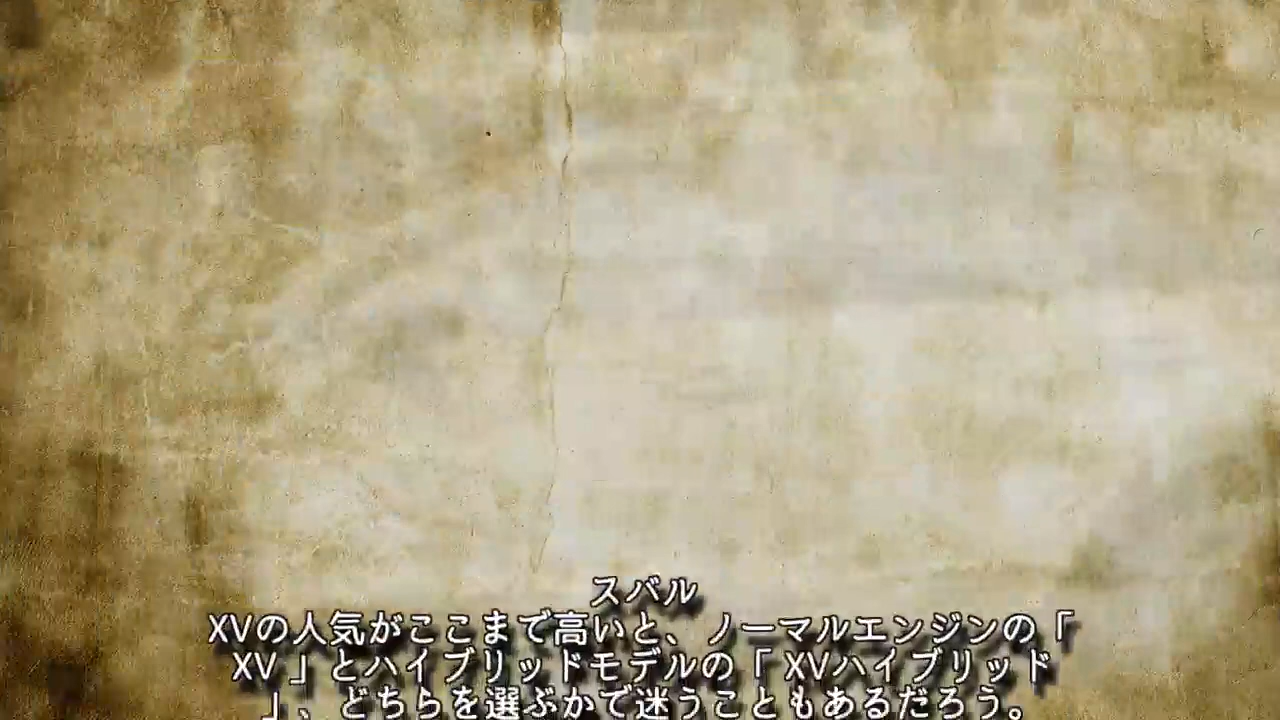 スバル
XVの人気がここまで高いと、ノーマルエンジンの「
XV 」とハイブリッドモデルの「 XVハイブリッド
」、どちらを選ぶかで迷うこともあるだろう。